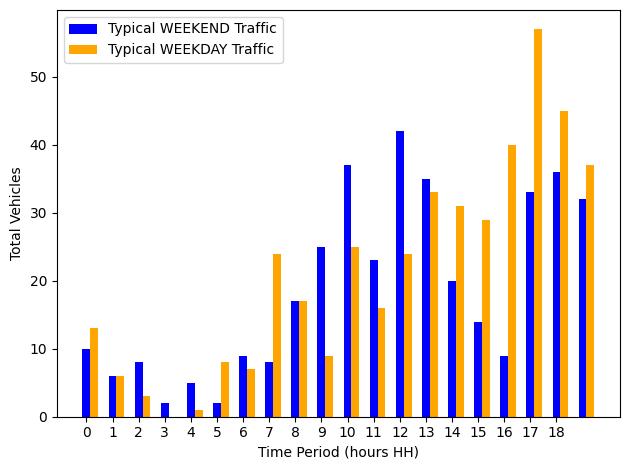 Typical WEEKEND Traffic
Typical WEEKDAY Traffic
50
40
30
20
10
0
Total Vehicles
0 1 2 3 4 5 6 7 8 9 10 11 12 13 14 15 16 17 18
Time Period (hours HH)